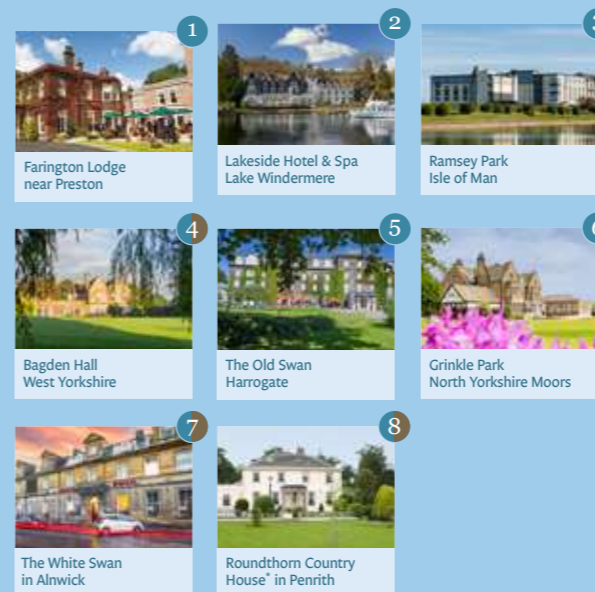 1
2
3
Farington Lodge
near Preston
Lakeside Hotel & Spa
Lake Windermere
Ramsey Park
Isle of Man
4
5
6
Bagden Hall
West Yorkshire
The Old Swan
Harrogate
Grinkle Park
North Yorkshire Moors
7
8
The White Swan
in Alnwick
Roundthorn Country
House* in Penrith